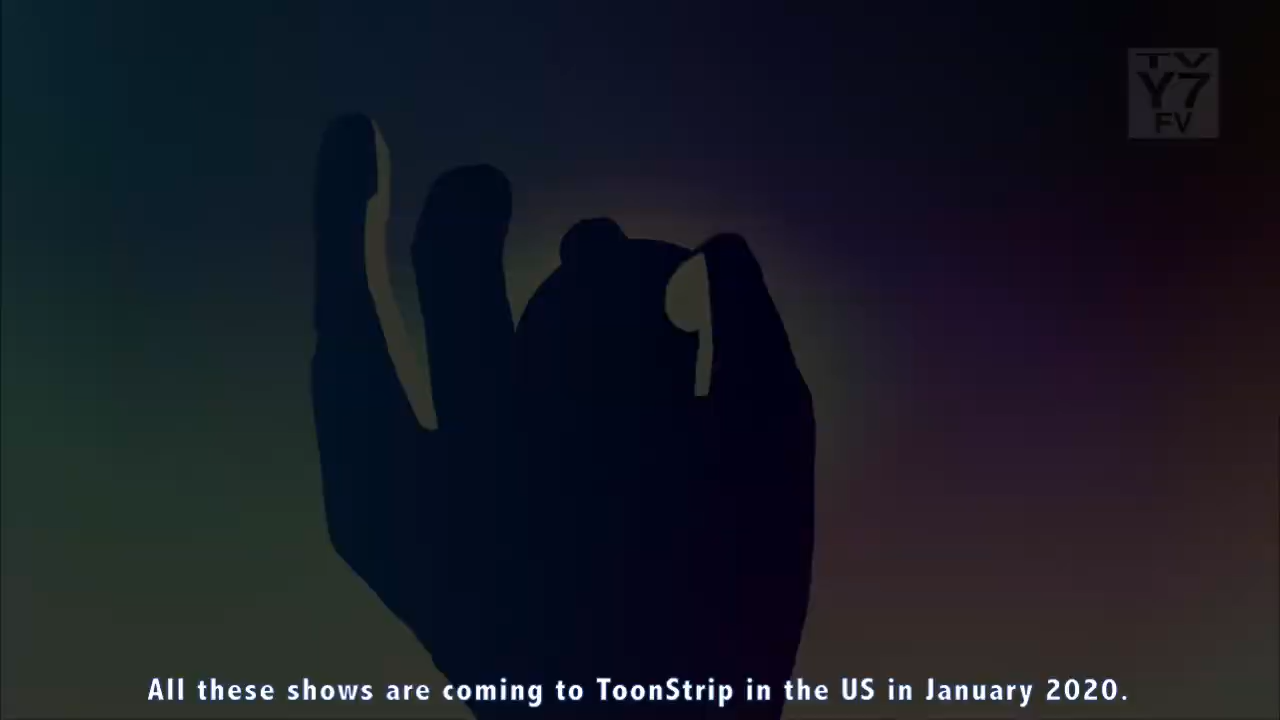 TV
Y7
FV
All these shows are coming to ToonStrip in the US in January 2020.